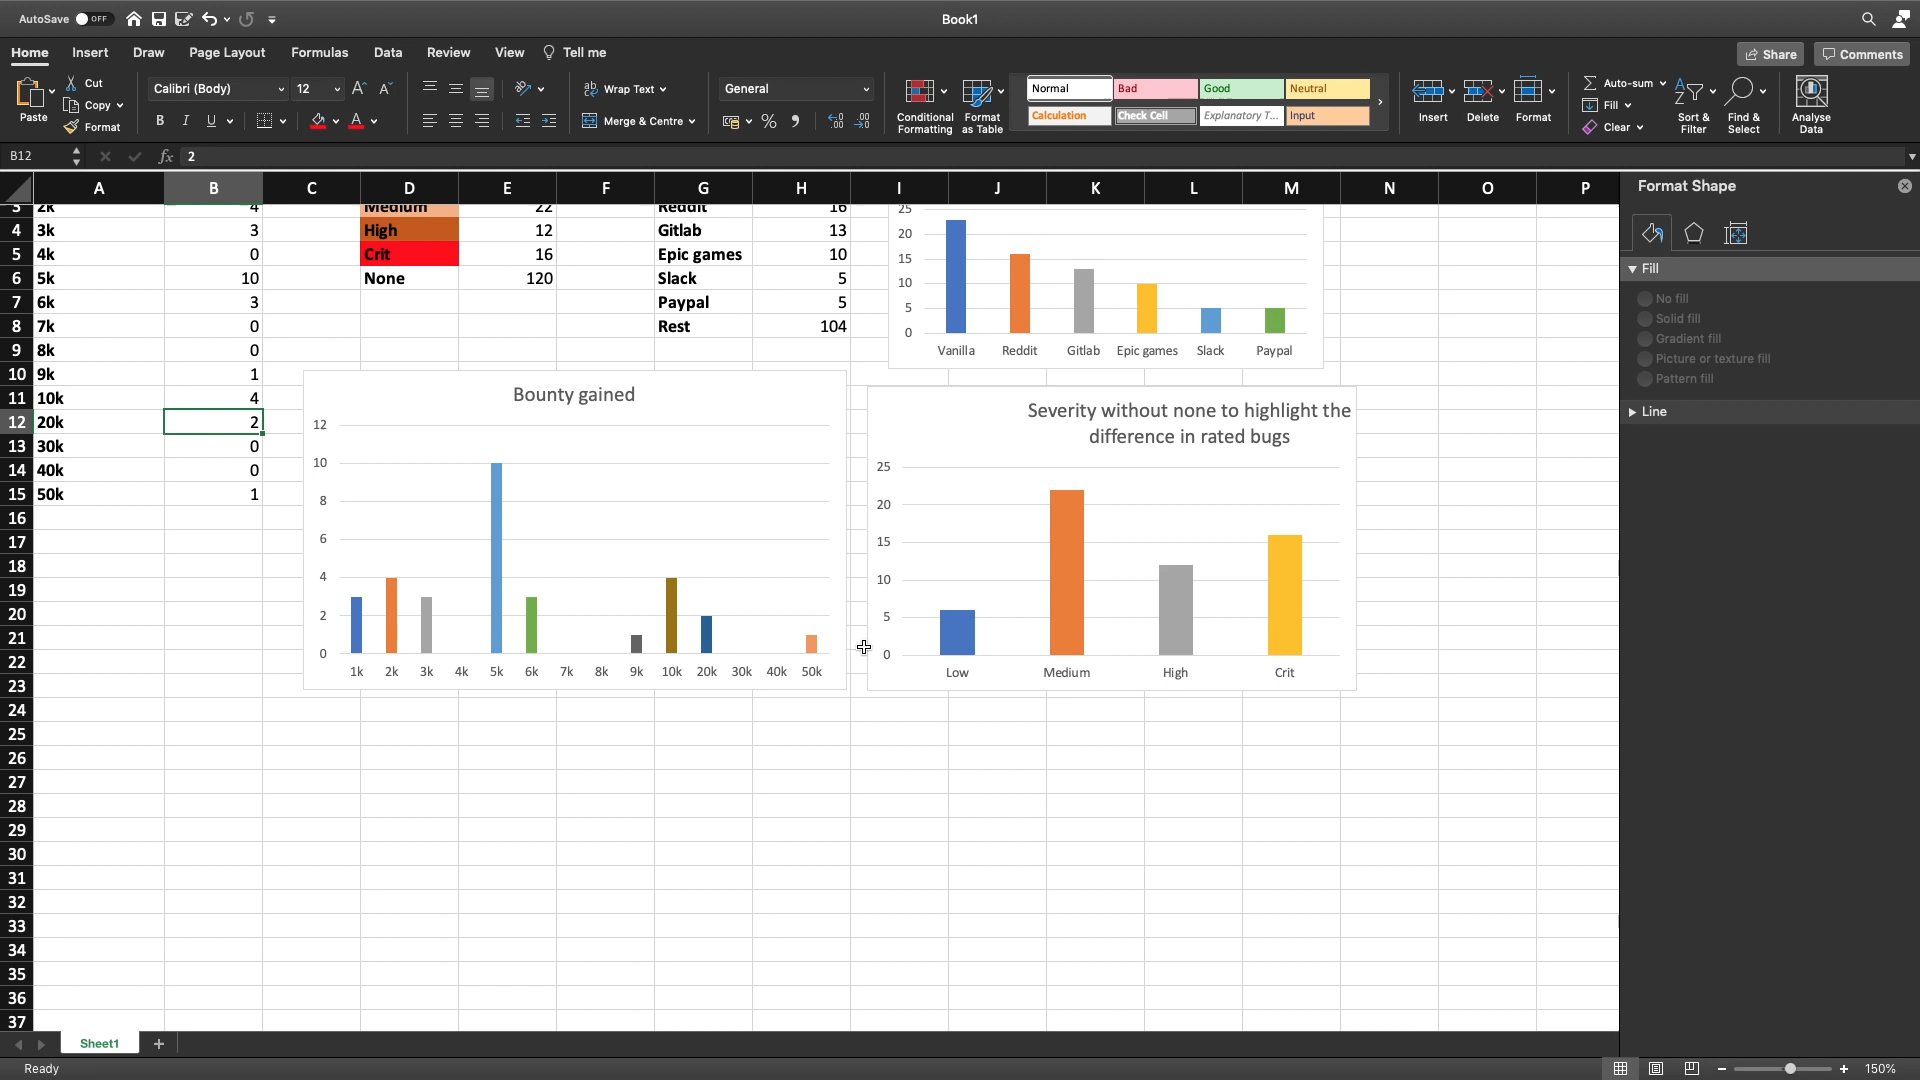 AutoSave OFF
Book1
Home Insert Draw Page Layout Formulas Data Review View Tell me
Share Comments
Paste
Cut
Copy
Format
Calibri (Body) 12
B I U
A
Wrap Text
Merge & Centre
General
Conditional Formatting
Format as Table
Normal Bad Good Neutral
Calculation Check Cell Explanatory T... Input
Insert Delete Format
Auto-sum
Fill
Clear
Sort & Filter
Find & Select
Analyse Data
B12 fx 2
A B C D E F G H I J K L M N O P
3 2k 4 Medium 22 Reddit 16
4 3k 3 High 12 Gitlab 13
5 4k 0 Crit 16 Epic games 10
6 5k 10 None 120 Slack 5
7 6k 3 Paypal 5
8 7k 0 Rest 104
9 8k 0
10 9k 1
11 10k 4
12 20k 2
13 30k 0
14 40k 0
15 50k 1
16
17
18
19
20
21
22
23
24
25
26
27
28
29
30
31
32
33
34
35
36
37
25
20
15
10
5
0
Vanilla Reddit Gitlab Epic games Slack Paypal
Bounty gained
12
10
8
6
4
2
0
1k 2k 3k 4k 5k 6k 7k 8k 9k 10k 20k 30k 40k 50k
Severity without none to highlight the
difference in rated bugs
25
20
15
10
5
0
Low Medium High Crit
Format Shape
Fill
No fill
Solid fill
Gradient fill
Picture or texture fill
Pattern fill
Line
Sheet1 +
Ready
150%